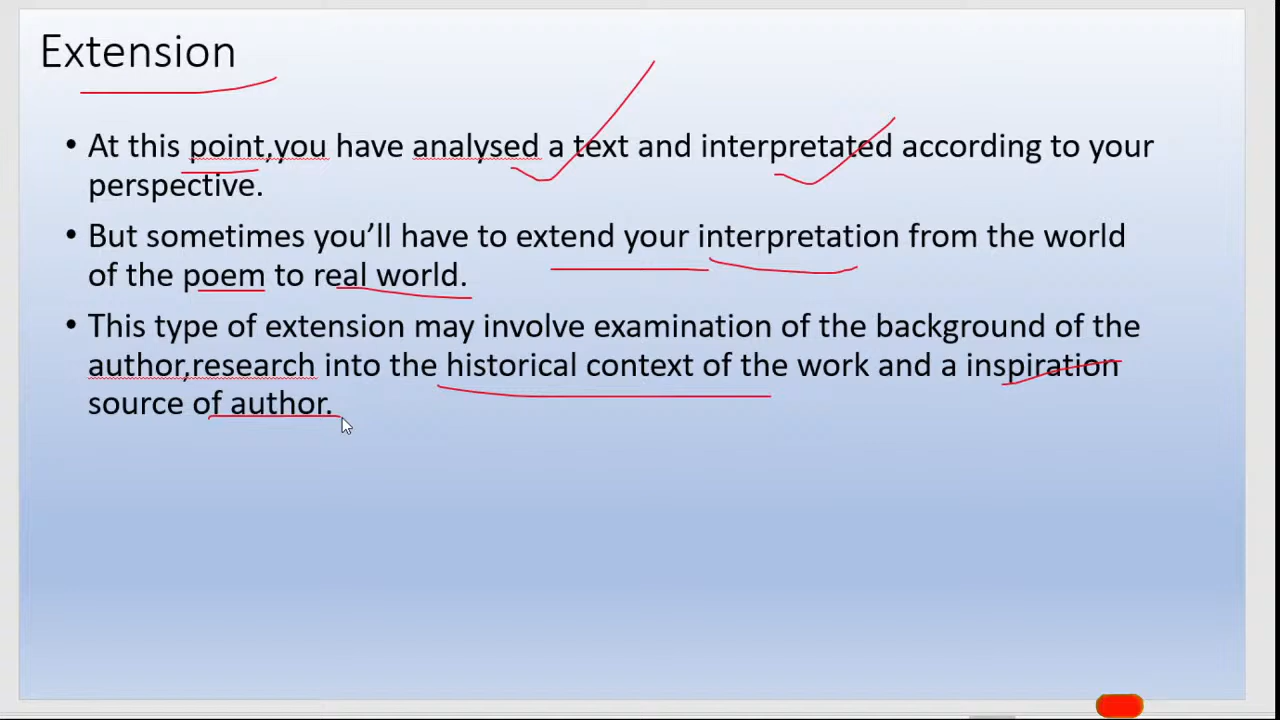 Extension
• At this point,you have analysed a text and interpretated according to your
perspective.
• But sometimes you’ll have to extend your interpretation from the world
of the poem to real world.
• This type of extension may involve examination of the background of the
author,research into the historical context of the work and a inspiration
source of author.